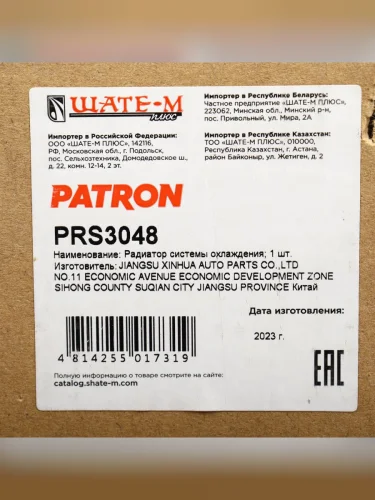 ШАТЕ-М
ПЛЮС
Импортер в Республики Беларусь:
Частное предприятие «ШАТЕ-М ПЛЮС»,
223062, Минская обл., Минский р-н,
пос. Привольный, ул. Мира, 2А
Импортер в Российской Федерации:
ООО «ШАТЕ-М ПЛЮС», 142116,
РФ, Московская обл., г. Подольск,
пос. Сельхозтехника, Домодедовское ш.,
д. 22, комн. 12-14, 2 эт.
Импортер в Республики Казахстан:
ТОО «ШАТЕ-М ПЛЮС», 010000,
Республика Казахстан, г. Астана,
район Байконыр, ул. Жетиген, д. 2
PATRON
PRS3048
Наименование: Радиатор системы охлаждения; 1 шт.
Изготовитель: JIANGSU XINHUA AUTO PARTS CO.,LTD
NO.11 ECONOMIC AVENUE ECONOMIC DEVELOPMENT ZONE
SIHONG COUNTY SUQIAN CITY JIANGSU PROVINCE Китай
Дата изготовления:
2023 г.
4 814255 017319
EAC
Полную информацию о товаре смотрите на сайте:
catalog.shate-m.com